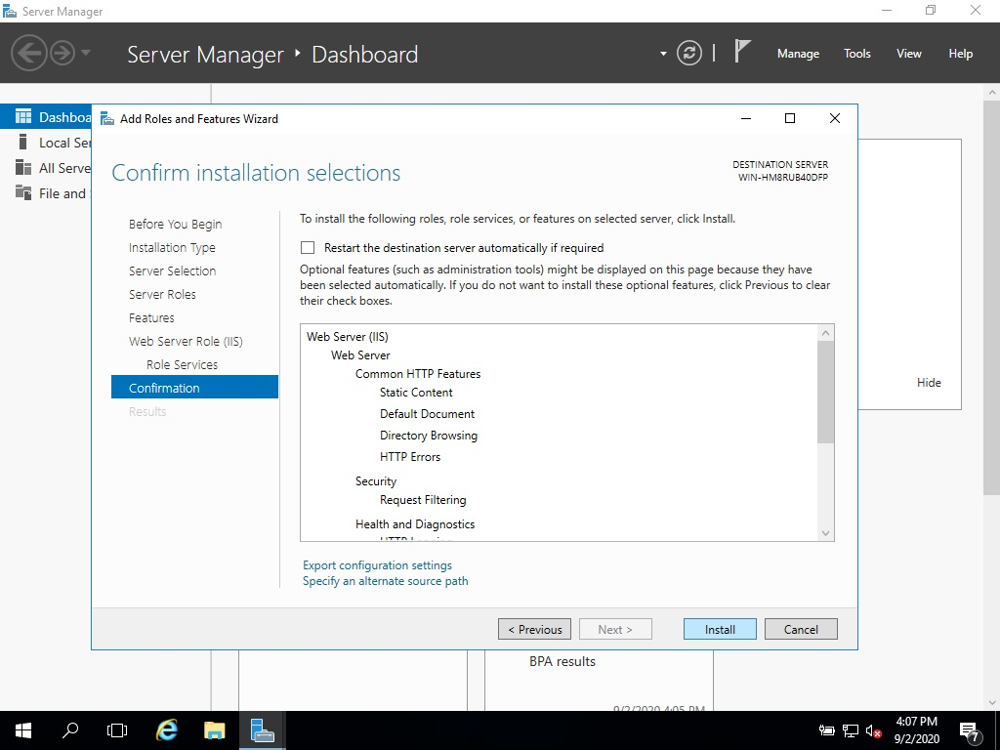 Server Manager
Server Manager ‣ Dashboard
Manage Tools View Help
Dashboa
Local Ser
All Serve
File and
Add Roles and Features Wizard
Confirm installation selections
DESTINATION SERVER
WIN-HM8RUB40DFP
Before You Begin
Installation Type
Server Selection
Server Roles
Features
Web Server Role (IIS)
Role Services
Confirmation
Results
To install the following roles, role services, or features on selected server, click Install.
Restart the destination server automatically if required
Optional features (such as administration tools) might be displayed on this page because they have
been selected automatically. If you do not want to install these optional features, click Previous to clear
their check boxes.
Web Server (IIS)
Web Server
Common HTTP Features
Static Content
Default Document
Directory Browsing
HTTP Errors
Security
Request Filtering
Health and Diagnostics
HTTP Logging
Export configuration settings
Specify an alternate source path
< Previous
Next >
Install
Cancel
Hide
BPA results
9/2/2020 4:05 PM
4:07 PM
9/2/2020
7